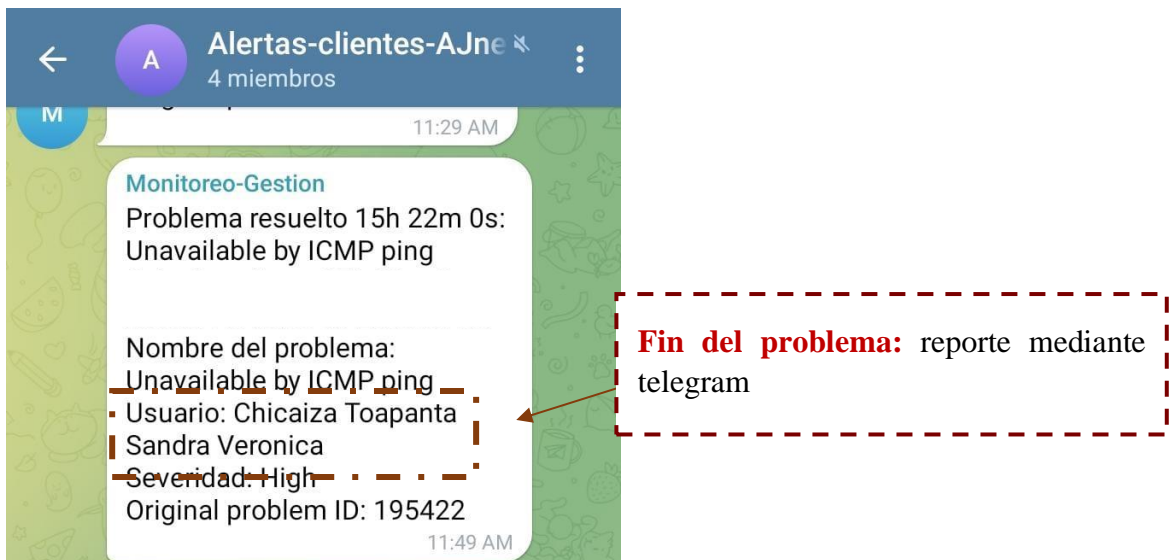 Alertas-clientes-AJne
A
4 miembros
M
11:29 AM
Monitoreo-Gestion
Problema resuelto 15h 22m 0s:
Unavailable by ICMP ping
Nombre del problema:
Unavailable by ICMP ping
Usuario: Chicaiza Toapanta
Sandra Veronica
Severidad: High
Original problem ID: 195422
11:49 AM
Fin del problema: reporte mediante
telegram